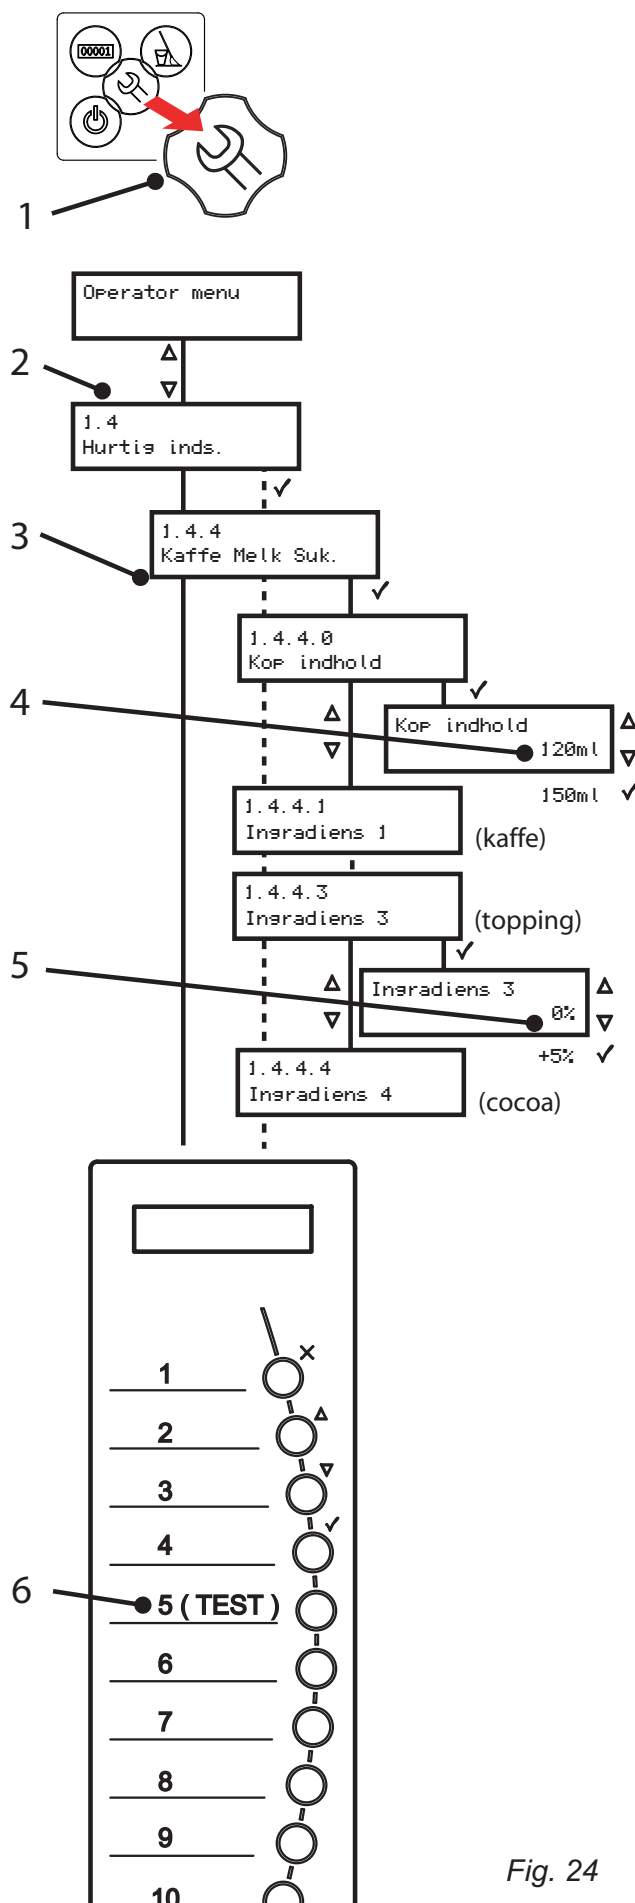 00001
1
Operator menu
2
1.4
Hurtig inds.
3
1.4.4
Kaffe Melk Suk.
1.4.4.0
Kop indhold
4
Kop indhold
120ml
150ml
1.4.4.1
Ingradiens 1
(kaffe)
1.4.4.3
Ingradiens 3
(topping)
5
Ingradiens 3
0%
+5%
1.4.4.4
Ingradiens 4
(cocoa)
1
2
3
4
6
5 ( TEST )
6
7
8
9
10
Fig. 24